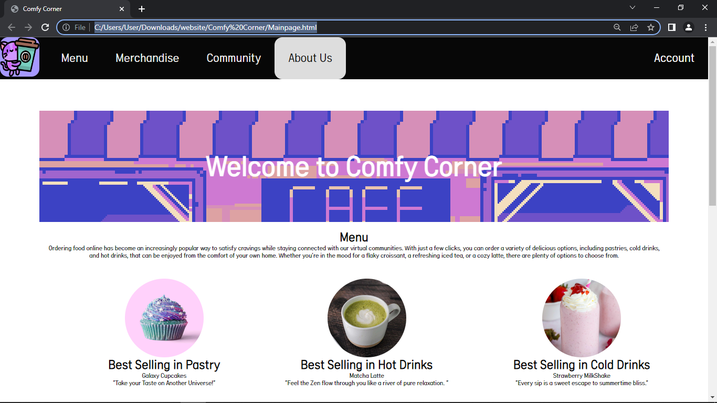 Comfy Corner
File
C:/Users/User/Downloads/website/Comfy%20Corner/Mainpage.html
Menu
Merchandise
Community
About Us
Account
Welcome to Comfy Corner
CAFE
Menu
Ordering food online has become an increasingly popular way to satisfy cravings while staying connected with our virtual communities. With just a few clicks, you can order a variety of delicious options, including pastries, cold drinks,
and hot drinks, that can be enjoyed from the comfort of your own home. Whether you're in the mood for a flaky croissant, a refreshing iced tea, or a cozy latte, there are plenty of options to choose from.
Best Selling in Pastry
Galaxy Cupcakes
"Take your Taste on Another Universe!"
Best Selling in Hot Drinks
Matcha Latte
"Feel the Zen flow through you like a river of pure relaxation. "
Best Selling in Cold Drinks
Strawberry MilkShake
"Every sip is a sweet escape to summertime bliss."